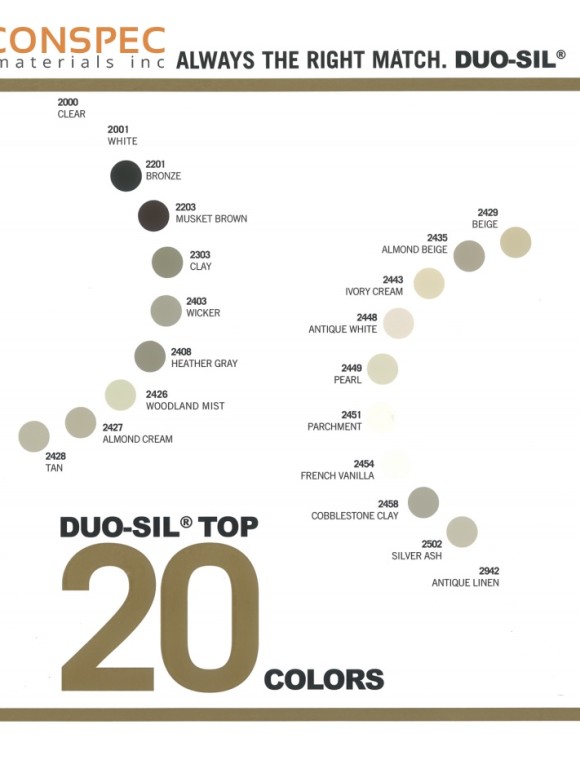 CONSPEC
materials inc
ALWAYS THE RIGHT MATCH. DUO-SIL®
2000
CLEAR
2001
WHITE
2201
BRONZE
2203
MUSKET BROWN
2303
CLAY
2403
WICKER
2408
HEATHER GRAY
2426
WOODLAND MIST
2427
ALMOND CREAM
2428
TAN
2429
BEIGE
2435
ALMOND BEIGE
2443
IVORY CREAM
2448
ANTIQUE WHITE
2449
PEARL
2451
PARCHMENT
2454
FRENCH VANILLA
2458
COBBLESTONE CLAY
2502
SILVER ASH
2942
ANTIQUE LINEN
DUO-SIL® TOP
20
COLORS